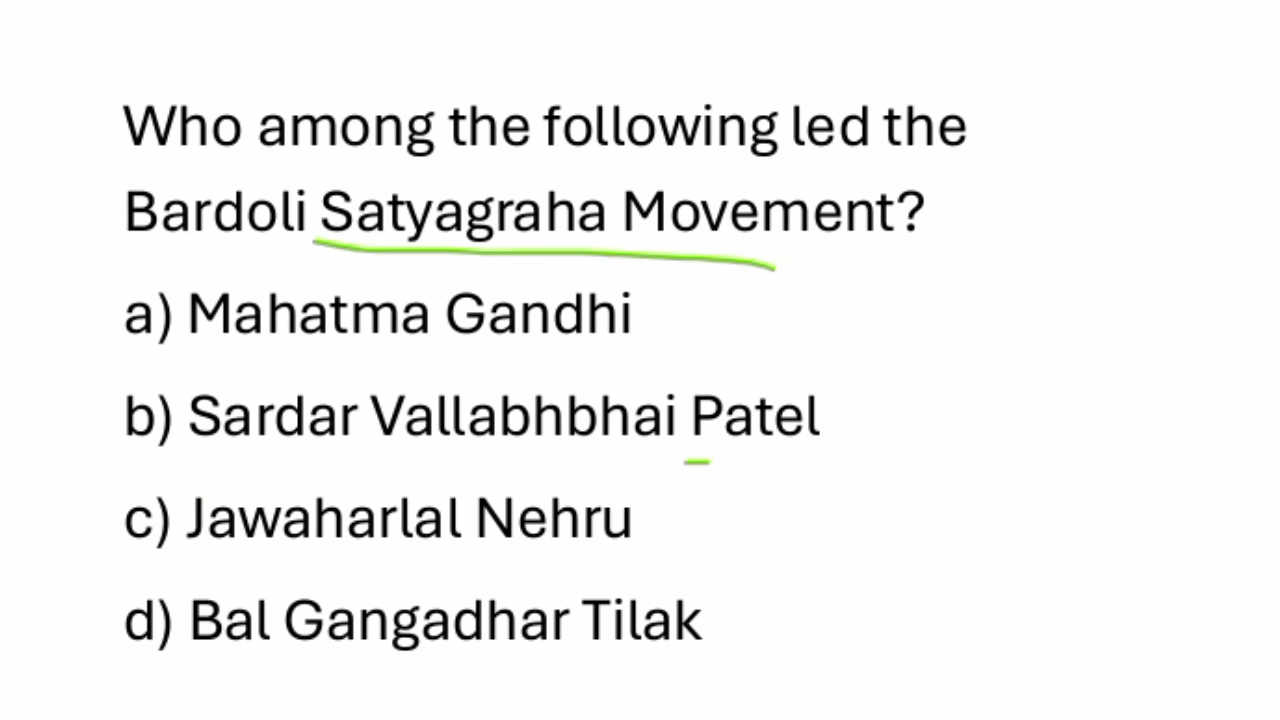 Who among the following led the
Bardoli Satyagraha Movement?
a) Mahatma Gandhi
b) Sardar Vallabhbhai Patel
c) Jawaharlal Nehru
d) Bal Gangadhar Tilak